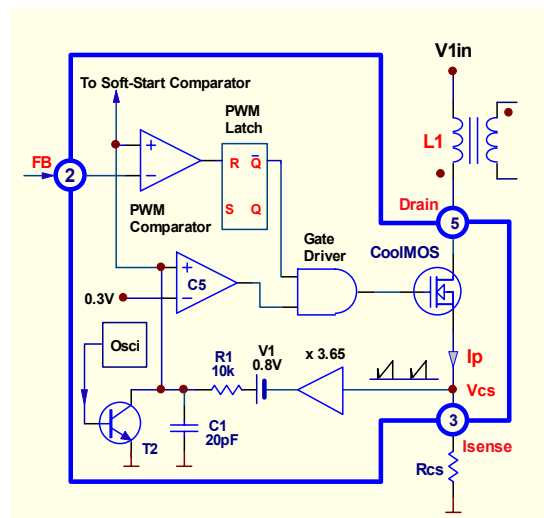 V1in
To Soft-Start Comparator
PWM
Latch
FB
2
+
−
R Q̄
S Q
L1
PWM
Comparator
Drain
5
Gate
Driver
CoolMOS
+
−
C5
0.3V
Osci
R1
10k
V1
0.8V
x 3.65
Ip
Vcs
T2
C1
20pF
3
Isense
Rcs